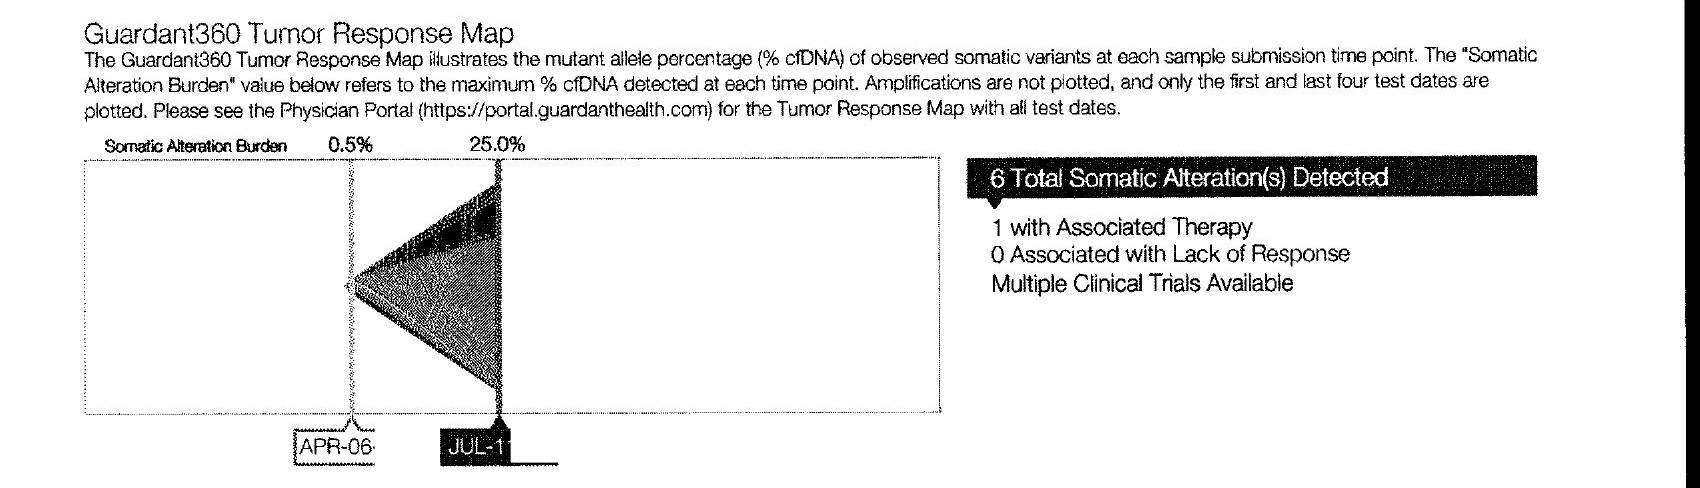 Guardant360 Tumor Response Map
The Guardant360 Tumor Response Map illustrates the mutant allele percentage (% cfDNA) of observed somatic variants at each sample submission time point. The "Somatic
Alteration Burden" value below refers to the maximum % cfDNA detected at each time point. Amplifications are not plotted, and only the first and last four test dates are
plotted. Please see the Physician Portal (https://portal.guardanthealth.com) for the Tumor Response Map with all test dates.
Somatic Alteration Burden 0.5% 25.0%
6 Total Somatic Alteration(s) Detected
1 with Associated Therapy
0 Associated with Lack of Response
Multiple Clinical Trials Available
APR-06- JUL-1